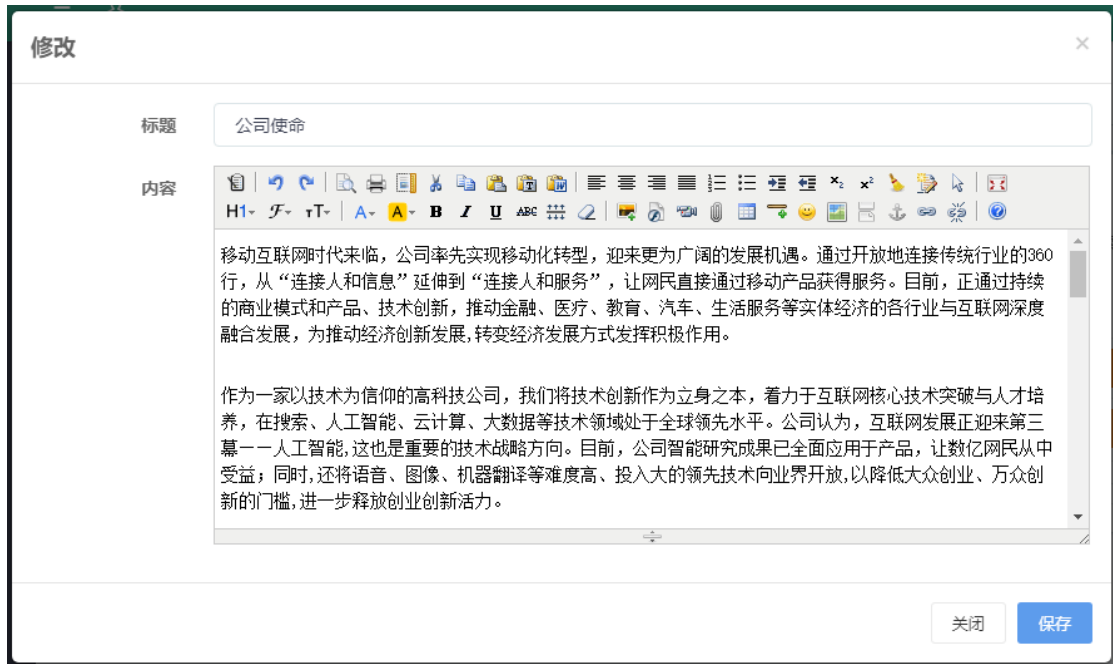 修改
×
标题
公司使命
内容
H1 F тT A A B I U ABC
移动互联网时代来临，公司率先实现移动化转型，迎来更为广阔的发展机遇。通过开放地连接传统行业的360
行，从“连接人和信息”延伸到“连接人和服务”，让网民直接通过移动产品获得服务。目前，正通过持续
的商业模式和产品、技术创新，推动金融、医疗、教育、汽车、生活服务等实体经济的各行业与互联网深度
融合发展，为推动经济创新发展,转变经济发展方式发挥积极作用。
作为一家以技术为信仰的高科技公司，我们将技术创新作为立身之本，着力于互联网核心技术突破与人才培
养，在搜索、人工智能、云计算、大数据等技术领域处于全球领先水平。公司认为，互联网发展正迎来第三
幕——人工智能,这也是重要的技术战略方向。目前，公司智能研究成果已全面应用于产品，让数亿网民从中
受益；同时,还将语音、图像、机器翻译等难度高、投入大的领先技术向业界开放,以降低大众创业、万众创
新的门槛,进一步释放创业创新活力。
关闭
保存